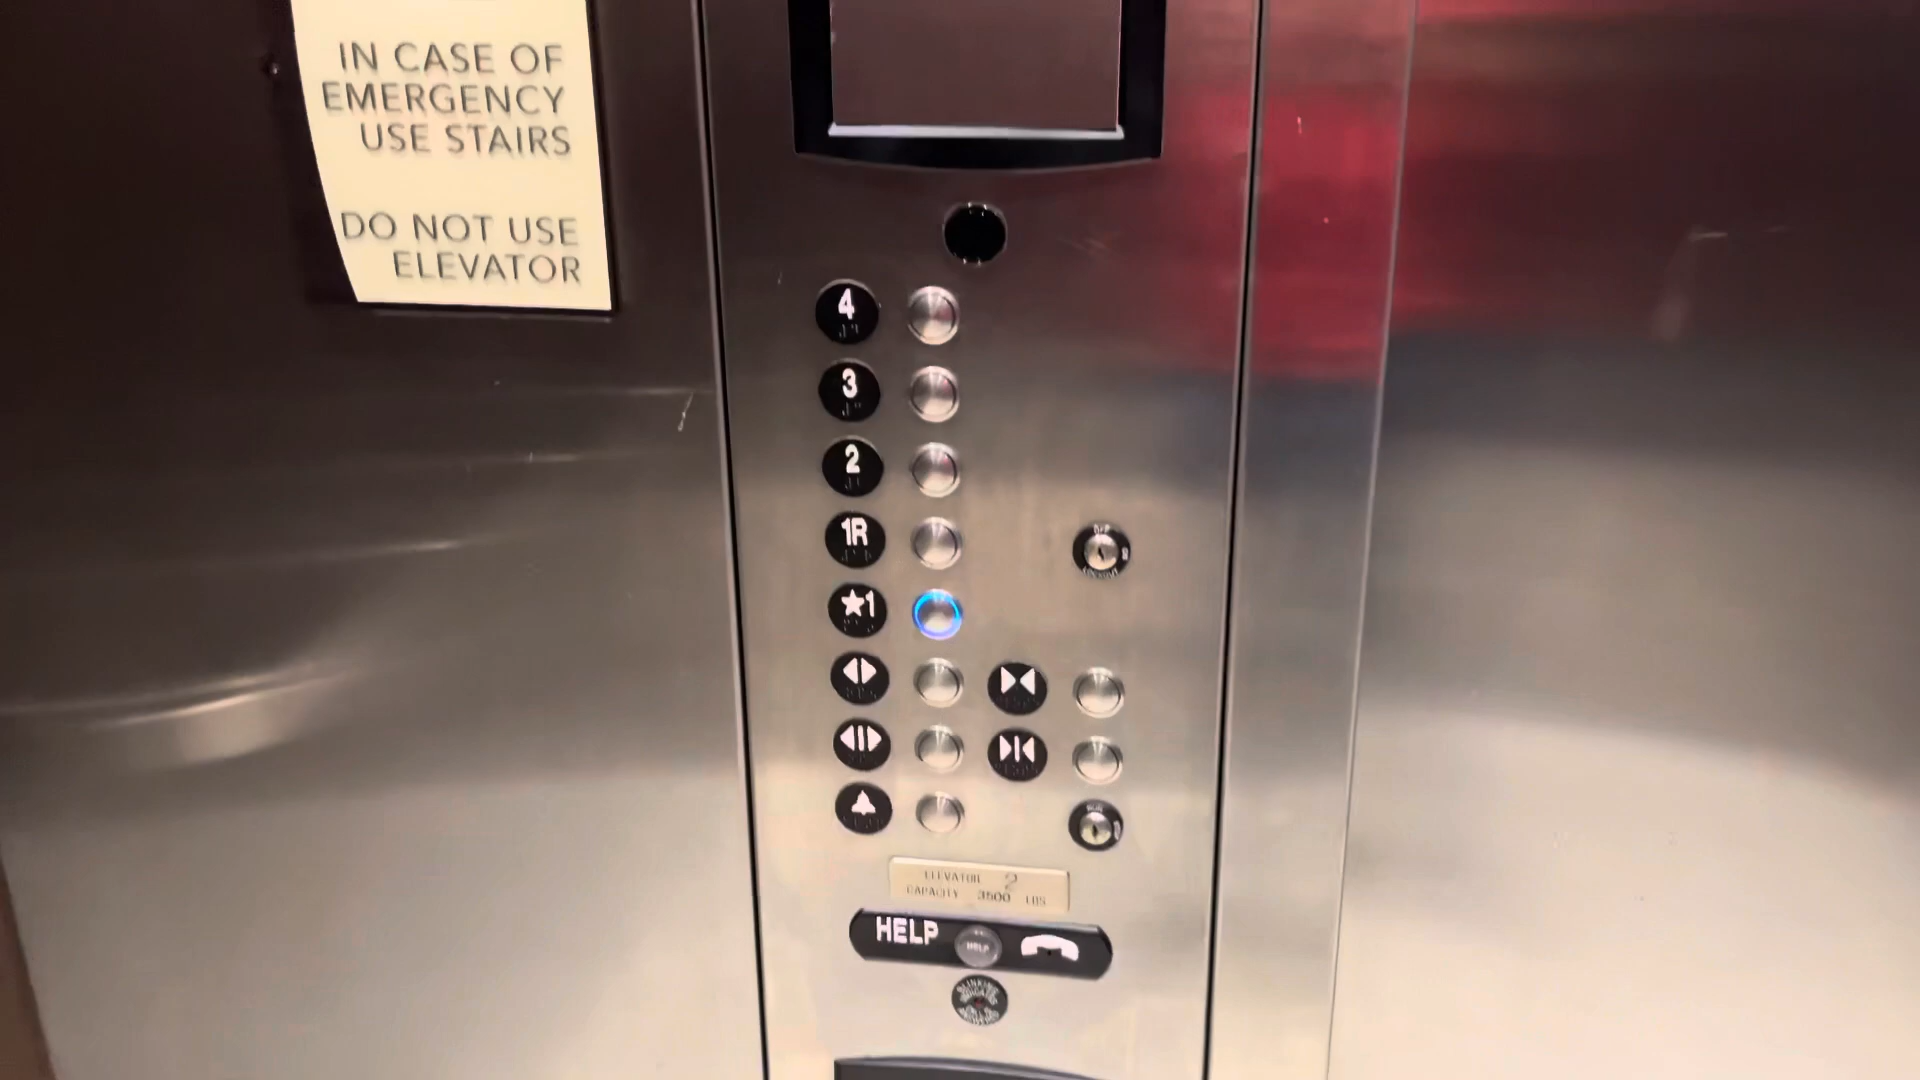 IN CASE OF
EMERGENCY
USE STAIRS
DO NOT USE
ELEVATOR
4
3
2
1R
★1
ELEVATOR 2
CAPACITY 3500 LBS
HELP
HELP